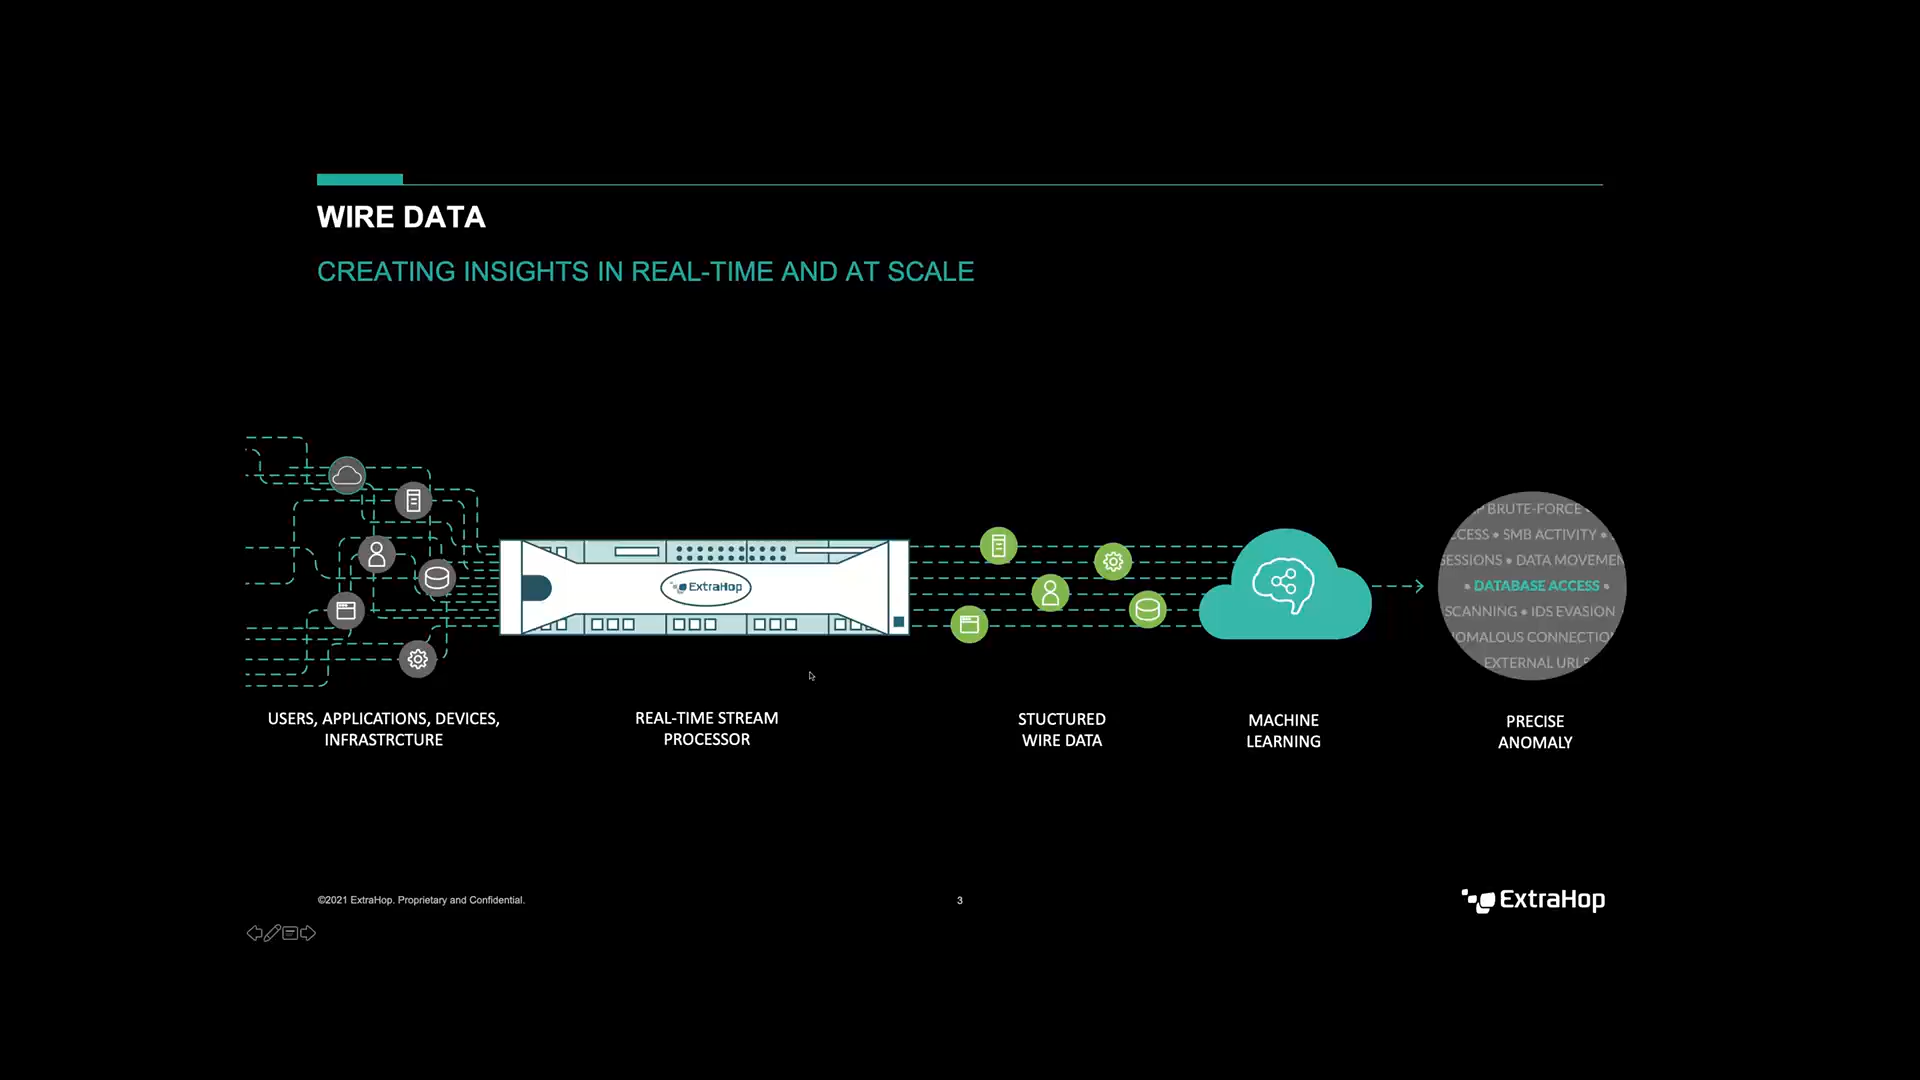 WIRE DATA
CREATING INSIGHTS IN REAL-TIME AND AT SCALE
ExtraHop
BRUTE-FORCE
SMB ACTIVITY •
• DATA MOVEMEN
• DATABASE ACCESS •
SCANNING • IDS EVASION
EXTERNAL
USERS, APPLICATIONS, DEVICES,
INFRASTRCTURE
REAL-TIME STREAM
PROCESSOR
STUCTURED
WIRE DATA
MACHINE
LEARNING
PRECISE
ANOMALY
©2021 ExtraHop. Proprietary and Confidential.
3
ExtraHop